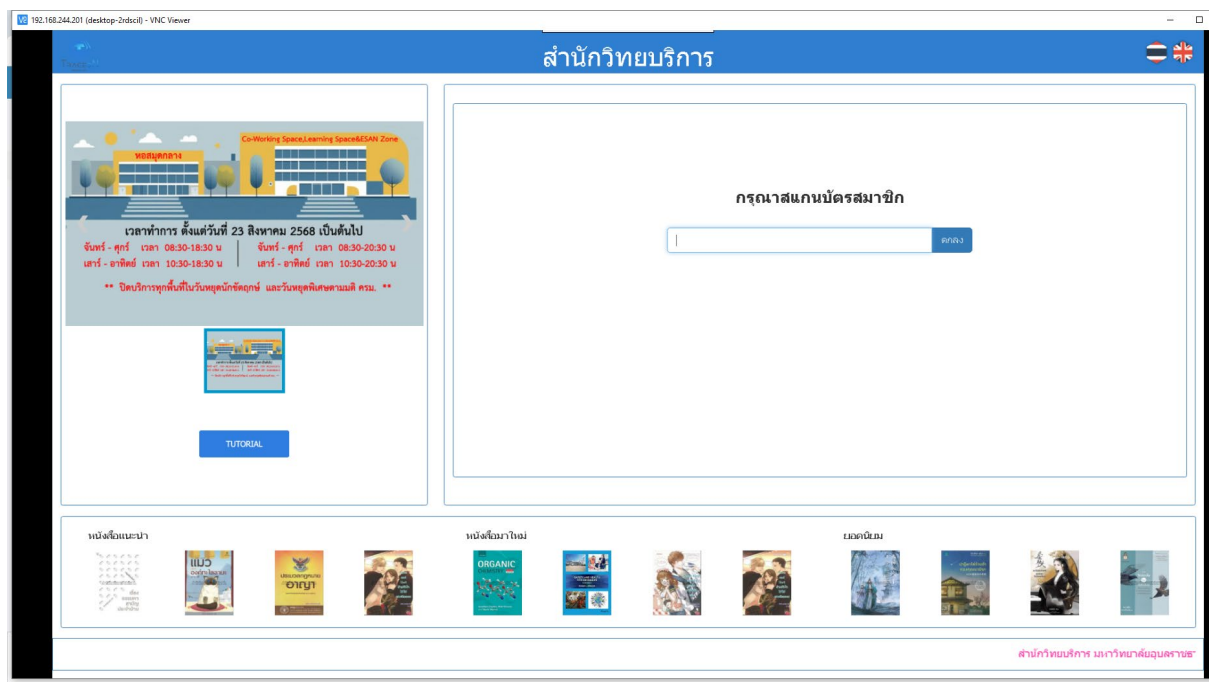 192.168.244.201 (desktop-2rdscil) - VNC Viewer
สำนักวิทยบริการ
หอสมุดกลาง
Co-Working Space,Learning Space&ESAN Zone
เวลาทำการ ตั้งแต่วันที่ 23 สิงหาคม 2568 เป็นต้นไป
จันทร์ - ศุกร์ เวลา 08:30-18:30 น
เสาร์ - อาทิตย์ เวลา 10:30-18:30 น
จันทร์ - ศุกร์ เวลา 08:30-20:30 น
เสาร์ - อาทิตย์ เวลา 10:30-20:30 น
** ปิดบริการทุกพื้นที่ในวันหยุดนักขัตฤกษ์ และวันหยุดพิเศษตามมติ ครม. **
TUTORIAL
กรุณาสแกนบัตรสมาชิก
ตกลง
หนังสือแนะนำ
แมว
อาญา
หนังสือมาใหม่
ORGANIC
ยอดนิยม
สำนักวิทยบริการ มหาวิทยาลัยอุบลราชธ